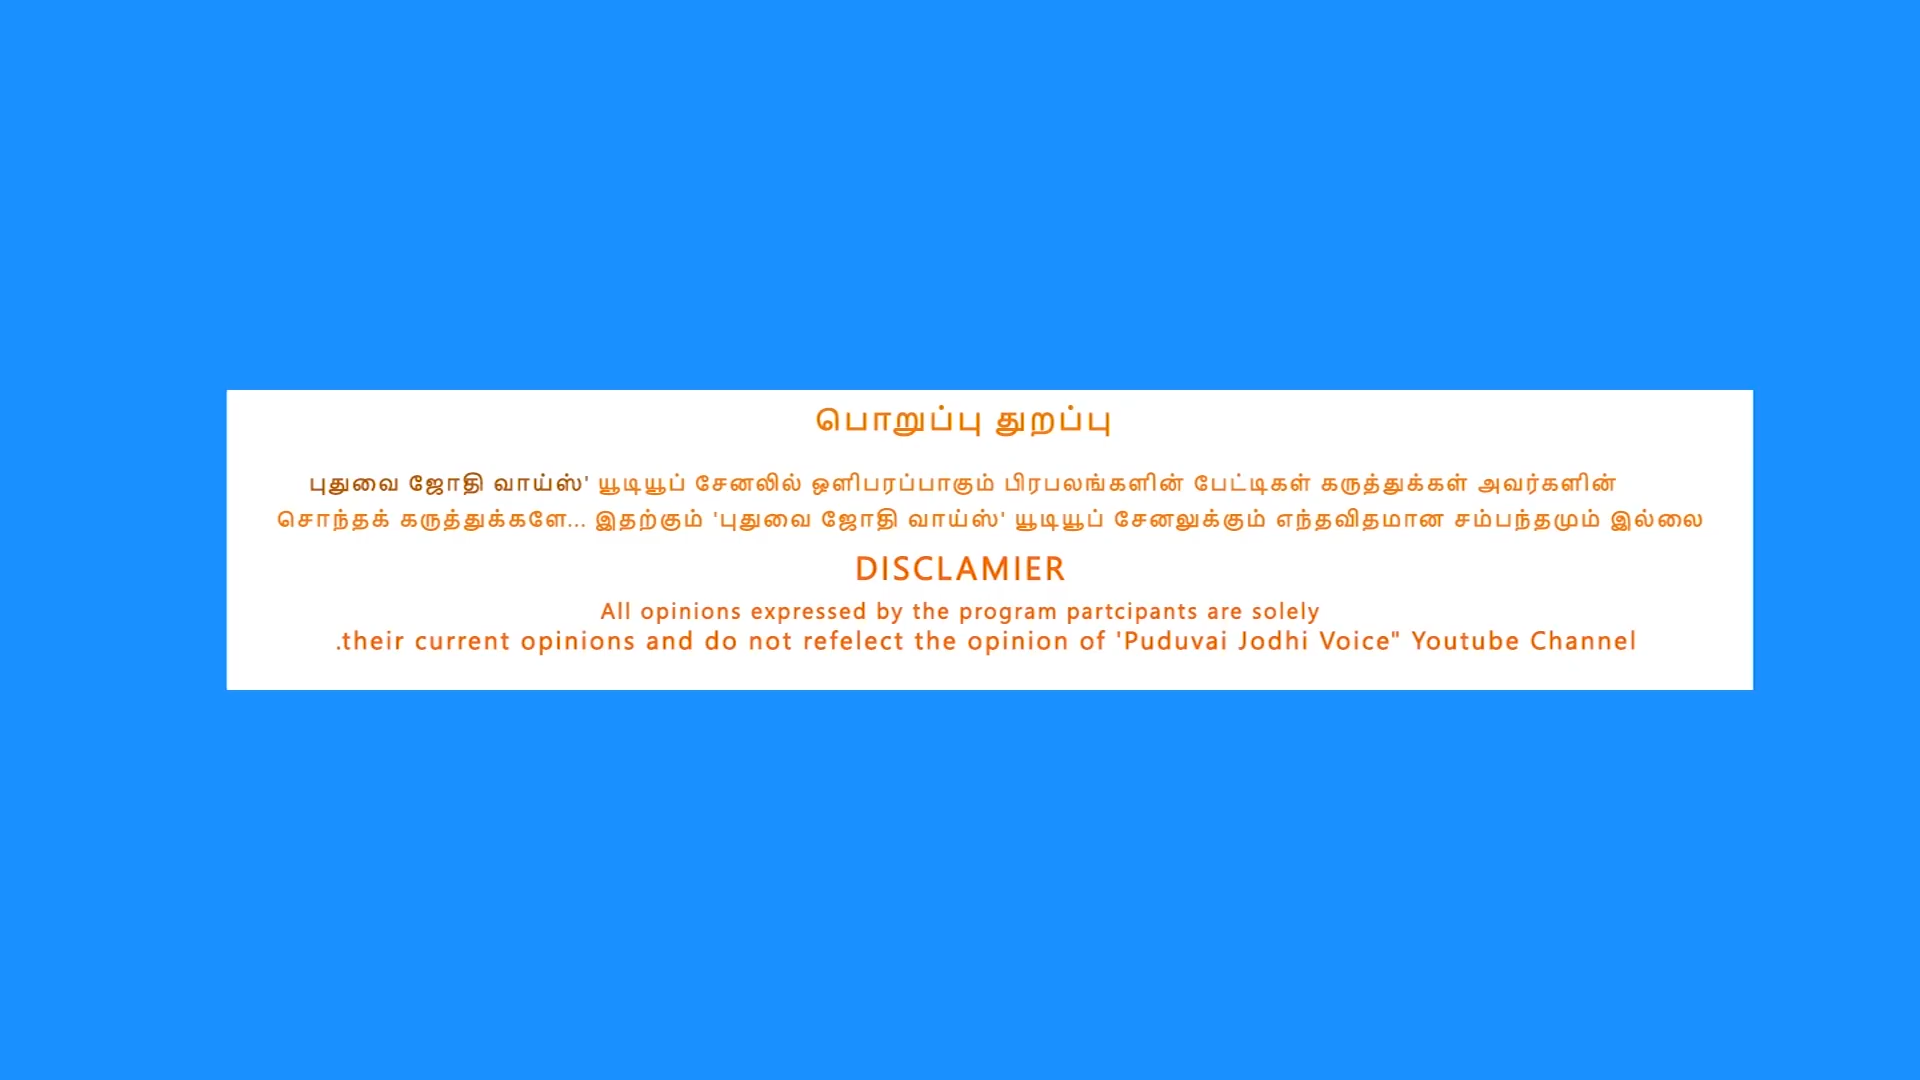 பொறுப்பு துறப்பு
புதுவை ஜோதி வாய்ஸ்' யூடியூப் சேனலில் ஒளிபரப்பாகும் பிரபலங்களின் பேட்டிகள் கருத்துக்கள் அவர்களின்
சொந்தக் கருத்துக்களே... இதற்கும் 'புதுவை ஜோதி வாய்ஸ்' யூடியூப் சேனலுக்கும் எந்தவிதமான சம்பந்தமும் இல்லை
DISCLAMIER
All opinions expressed by the program partcipants are solely
.their current opinions and do not refelect the opinion of 'Puduvai Jodhi Voice" Youtube Channel